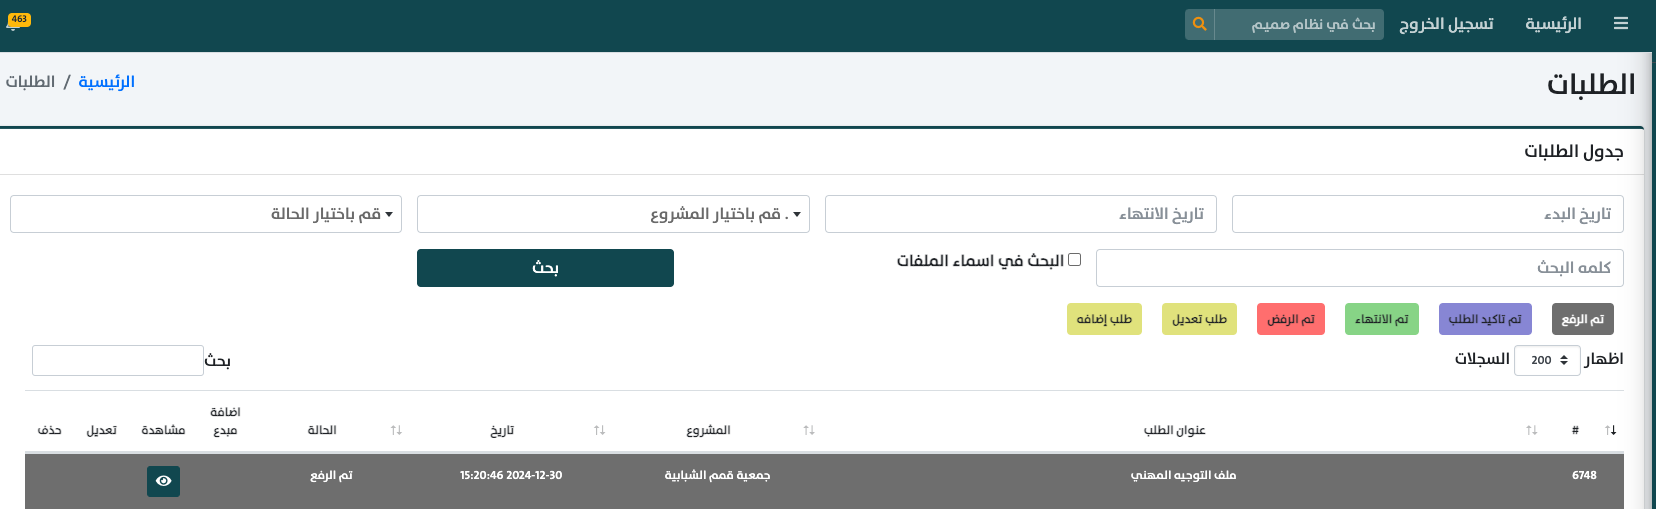 الرئيسية تسجيل الخروج بحث في نظام صميم 463
الطلبات
الرئيسية / الطلبات
جدول الطلبات
تاريخ البدء تاريخ الانتهاء . قم باختيار المشروع قم باختيار الحالة
كلمه البحث البحث في اسماء الملفات بحث
تم الرفع تم تاكيد الطلب تم الانتهاء تم الرفض طلب تعديل طلب إضافه
اظهار 200 السجلات بحث
# عنوان الطلب المشروع تاريخ الحالة اضافة مبدع مشاهدة تعديل حذف
6748 ملف التوجيه المهني جمعية قمم الشبابية 2024-12-30 15:20:46 تم الرفع